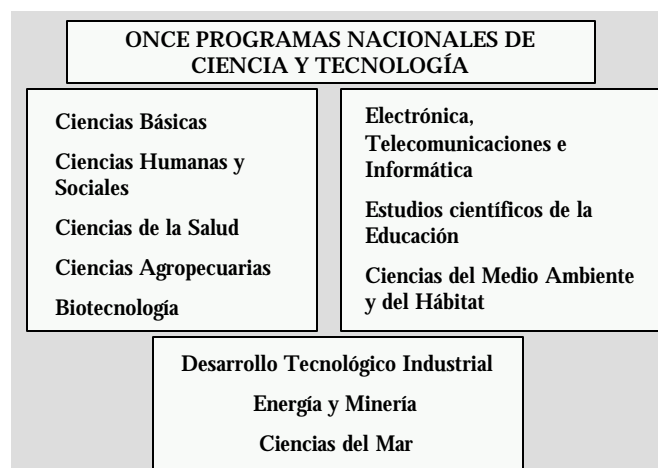 ONCE PROGRAMAS NACIONALES DE
CIENCIA Y TECNOLOGÍA
Ciencias Básicas
Ciencias Humanas y
Sociales
Ciencias de la Salud
Ciencias Agropecuarias
Biotecnología
Electrónica,
Telecomunicaciones e
Informática
Estudios científicos de la
Educación
Ciencias del Medio Ambiente
y del Hábitat
Desarrollo Tecnológico Industrial
Energía y Minería
Ciencias del Mar